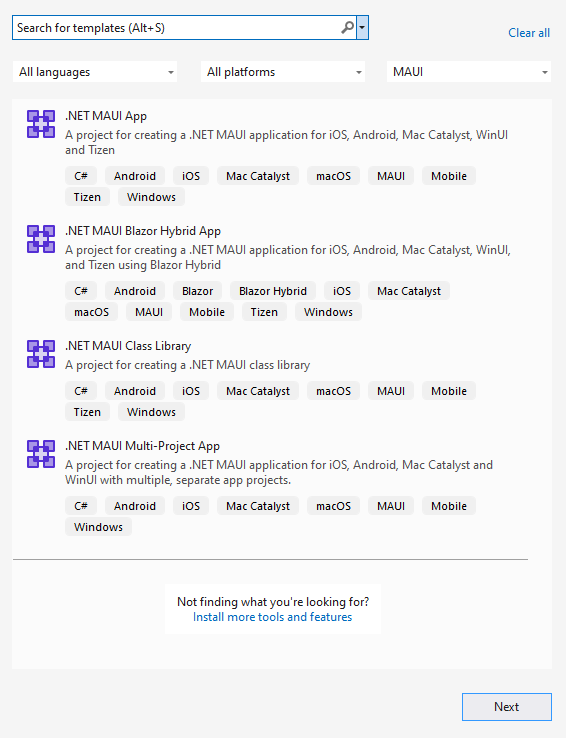 Search for templates (Alt+S)
Clear all
All languages
All platforms
MAUI
.NET MAUI App
A project for creating a .NET MAUI application for iOS, Android, Mac Catalyst, WinUI
and Tizen
C# Android iOS Mac Catalyst macOS MAUI Mobile
Tizen Windows
.NET MAUI Blazor Hybrid App
A project for creating a .NET MAUI application for iOS, Android, Mac Catalyst, WinUI,
and Tizen using Blazor Hybrid
C# Android Blazor Blazor Hybrid iOS Mac Catalyst
macOS MAUI Mobile Tizen Windows
.NET MAUI Class Library
A project for creating a .NET MAUI class library
C# Android iOS Mac Catalyst macOS MAUI Mobile
Tizen Windows
.NET MAUI Multi-Project App
A project for creating a .NET MAUI application for iOS, Android, Mac Catalyst and
WinUI with multiple, separate app projects.
C# Android iOS Mac Catalyst macOS MAUI Mobile
Windows
Not finding what you're looking for?
Install more tools and features
Next